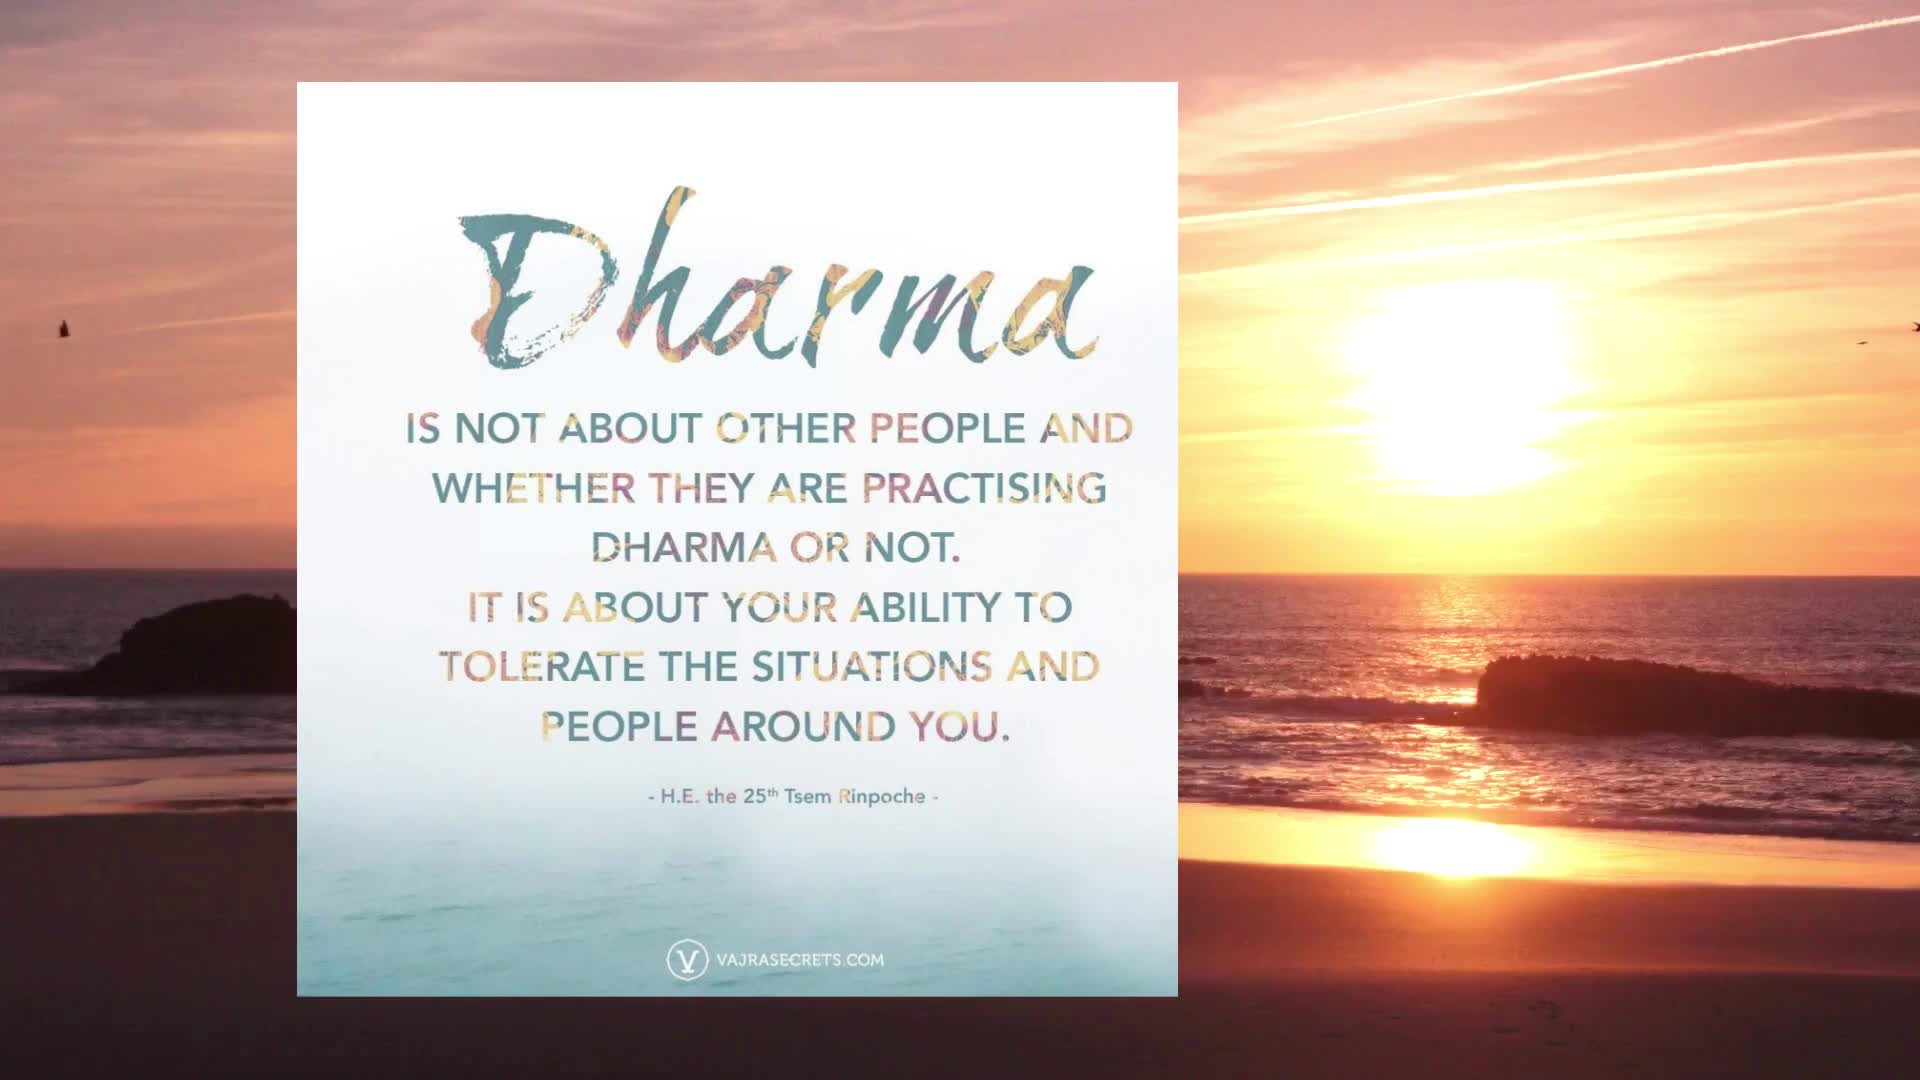 Dharma
IS NOT ABOUT OTHER PEOPLE AND
WHETHER THEY ARE PRACTISING
DHARMA OR NOT.
IT IS ABOUT YOUR ABILITY TO
TOLERATE THE SITUATIONS AND
PEOPLE AROUND YOU.
- H.E. the 25th Tsem Rinpoche -
V VAJRASECRETS.COM